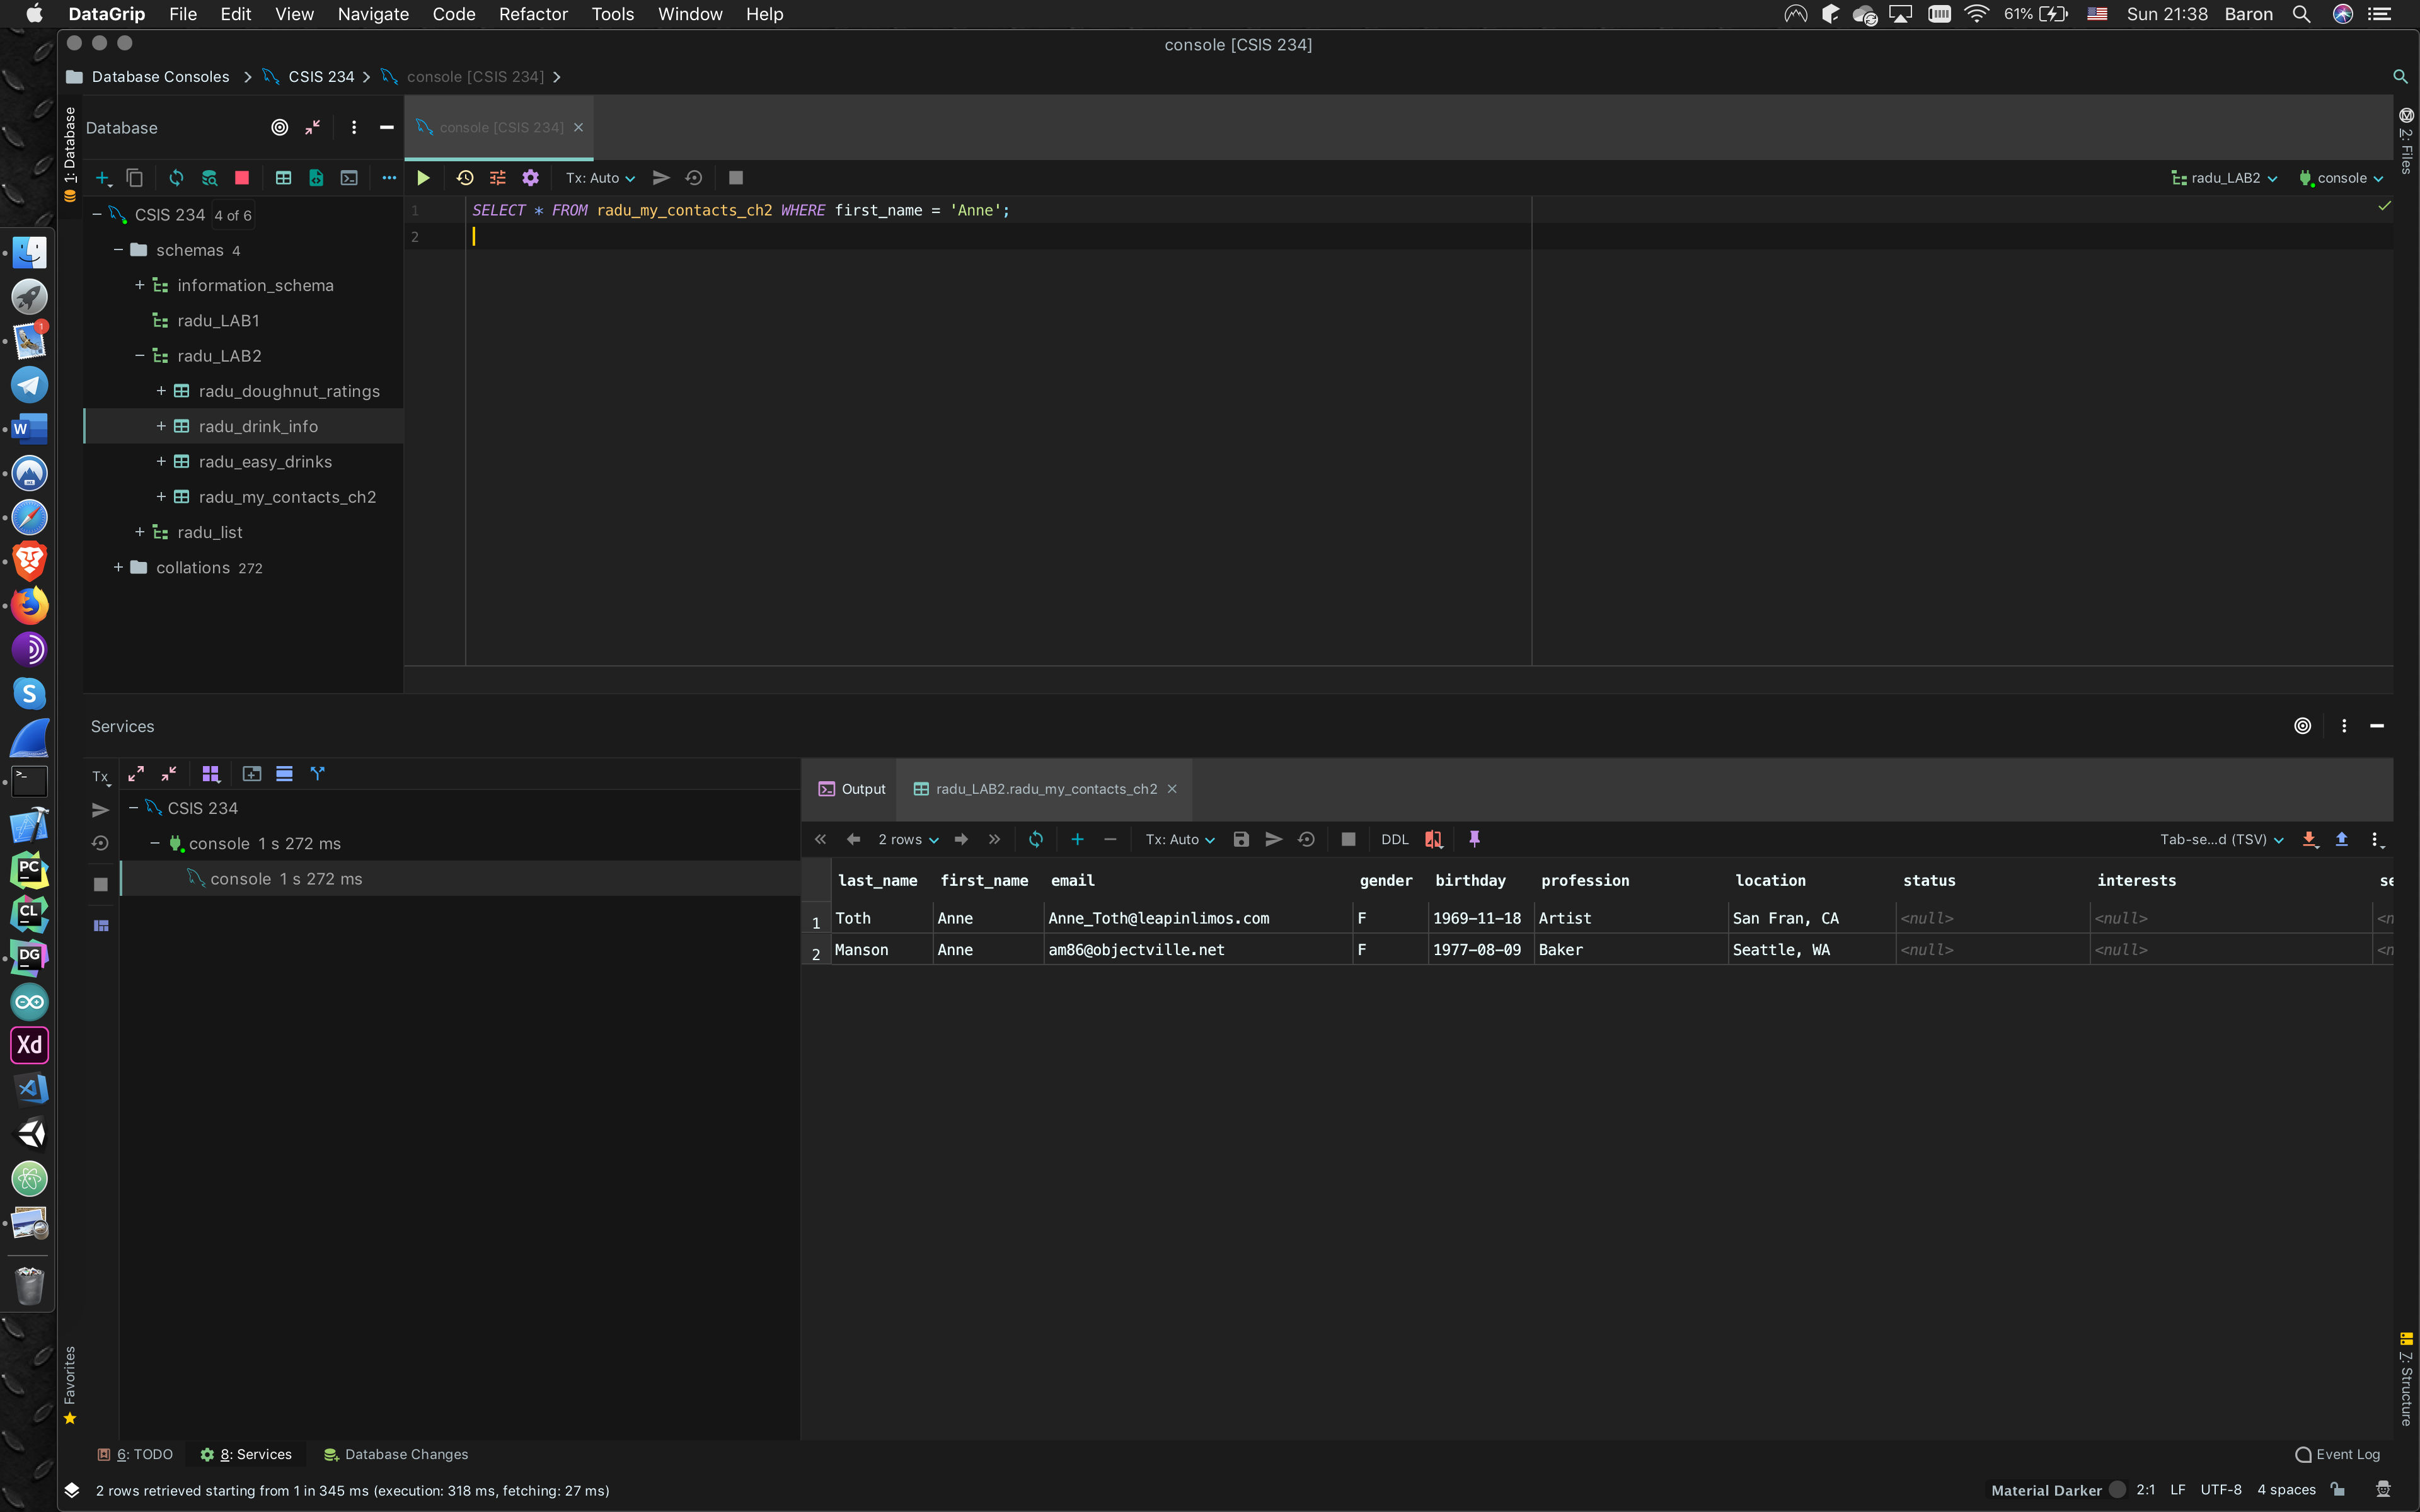 DataGrip File Edit View Navigate Code Refactor Tools Window Help 61% Sun 21:38 Baron
console [CSIS 234]
Database Consoles CSIS 234 console [CSIS 234]
1: Database
Database
console [CSIS 234]
2: Files
Tx: Auto radu_LAB2 console
CSIS 234 4 of 6
schemas 4
information_schema
radu_LAB1
radu_LAB2
radu_doughnut_ratings
radu_drink_info
radu_easy_drinks
radu_my_contacts_ch2
radu_list
collations 272
1 SELECT * FROM radu_my_contacts_ch2 WHERE first_name = 'Anne';
2
1
W
S
>_
PC
CL
DG
Xd
Services
Tx
CSIS 234
console 1 s 272 ms
console 1 s 272 ms
Output radu_LAB2.radu_my_contacts_ch2
2 rows Tx: Auto DDL Tab-se...d (TSV)
last_name first_name email gender birthday profession location status interests se
1 Toth Anne Anne_Toth@leapinlimos.com F 1969-11-18 Artist San Fran, CA <null> <null> <n
2 Manson Anne am86@objectville.net F 1977-08-09 Baker Seattle, WA <null> <null> <n
Favorites
7: Structure
6: TODO 8: Services Database Changes Event Log
2 rows retrieved starting from 1 in 345 ms (execution: 318 ms, fetching: 27 ms) Material Darker 2:1 LF UTF-8 4 spaces